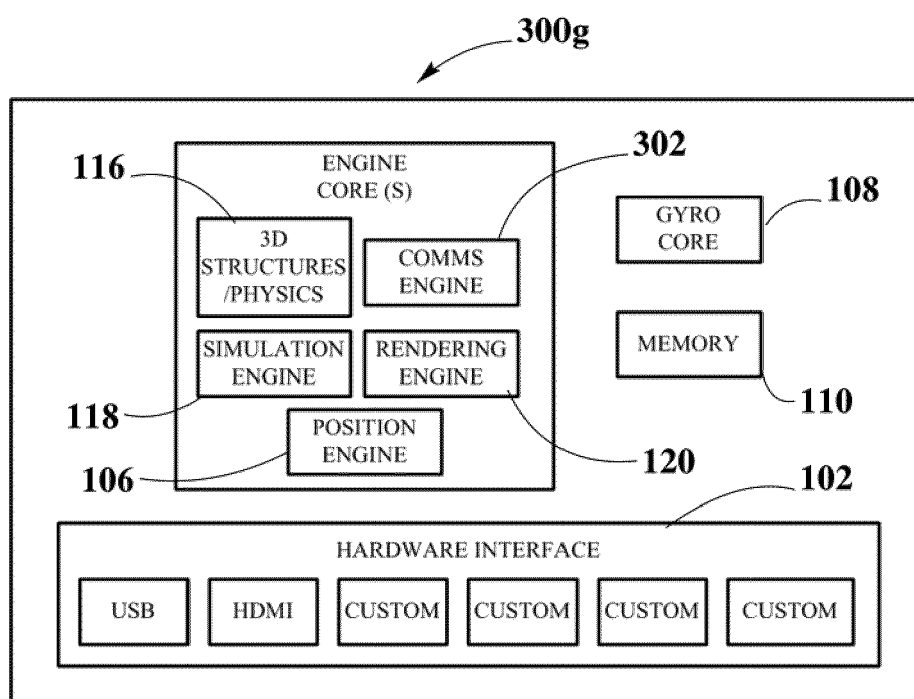 300g
ENGINE
CORE (S)
116
302
108
3D
STRUCTURES
/PHYSICS
COMMS
ENGINE
GYRO
CORE
SIMULATION
ENGINE
RENDERING
ENGINE
MEMORY
118
110
POSITION
ENGINE
106
120
102
HARDWARE INTERFACE
USB
HDMI
CUSTOM
CUSTOM
CUSTOM
CUSTOM